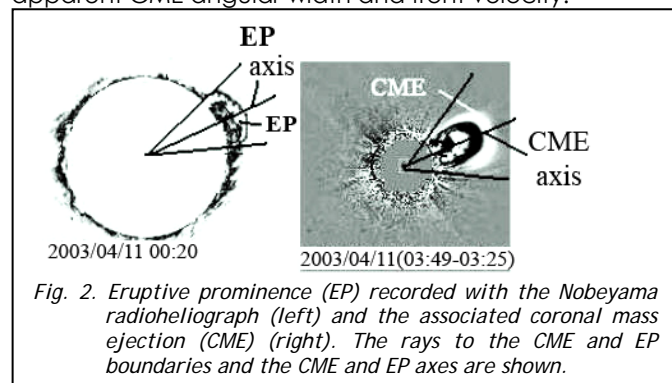 apparent CME angular width and front velocity.
EP
axis
EP
2003/04/11 00:20
CME
CME
axis
2003/04/11(03:49-03:25)
Fig. 2. Eruptive prominence (EP) recorded with the Nobeyama
radioheliograph (left) and the associated coronal mass
ejection (CME) (right). The rays to the CME and EP
boundaries and the CME and EP axes are shown.